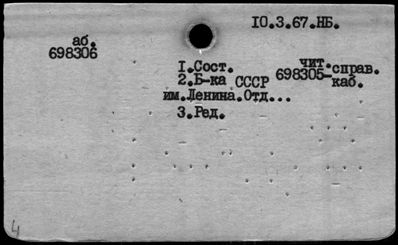 10.3.67.НБ.
аб.
698306
1.Сост.
чит.
698305-справ.
каб.
2.Б-ка СССР
им.Ленина.Отд...
3.Ред.
4